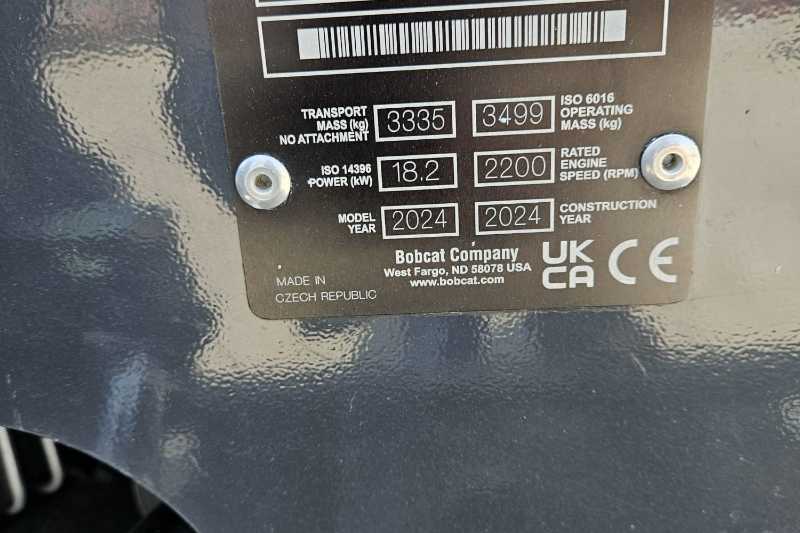 TRANSPORT
MASS (kg)
NO ATTACHMENT
3335
3499
ISO 6016
OPERATING
MASS (kg)
ISO 14396
POWER (kW)
18.2
2200
RATED
ENGINE
SPEED (RPM)
MODEL
YEAR
2024
2024
CONSTRUCTION
YEAR
Bobcat Company
West Fargo, ND 58078 USA
www.bobcat.com
MADE IN
CZECH REPUBLIC
UK
CA
CE